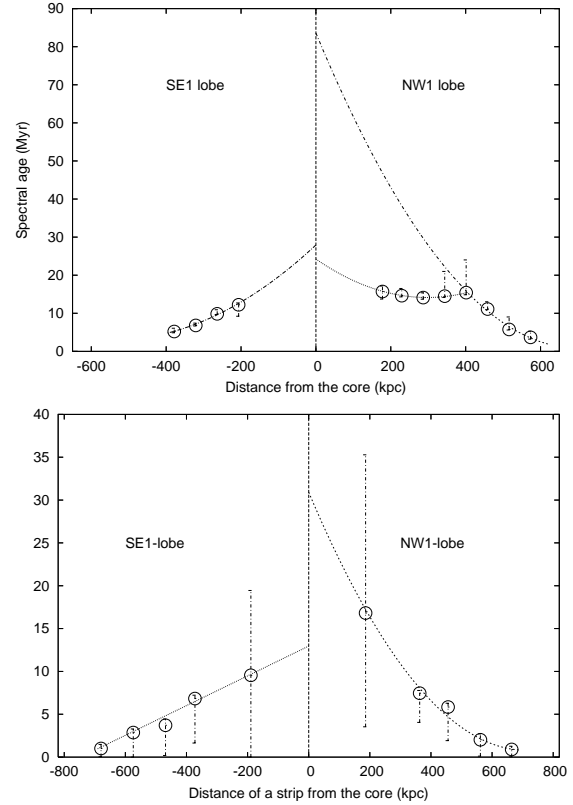 90
80
70
60
50
40
30
20
10
0
Spectral age (Myr)
SE1 lobe
NW1 lobe
-600 -400 -200 0 200 400 600
Distance from the core (kpc)
40
35
30
25
20
15
10
5
0
SE1-lobe
NW1-lobe
-800 -600 -400 -200 0 200 400 600 800
Distance of a strip from the core (kpc)